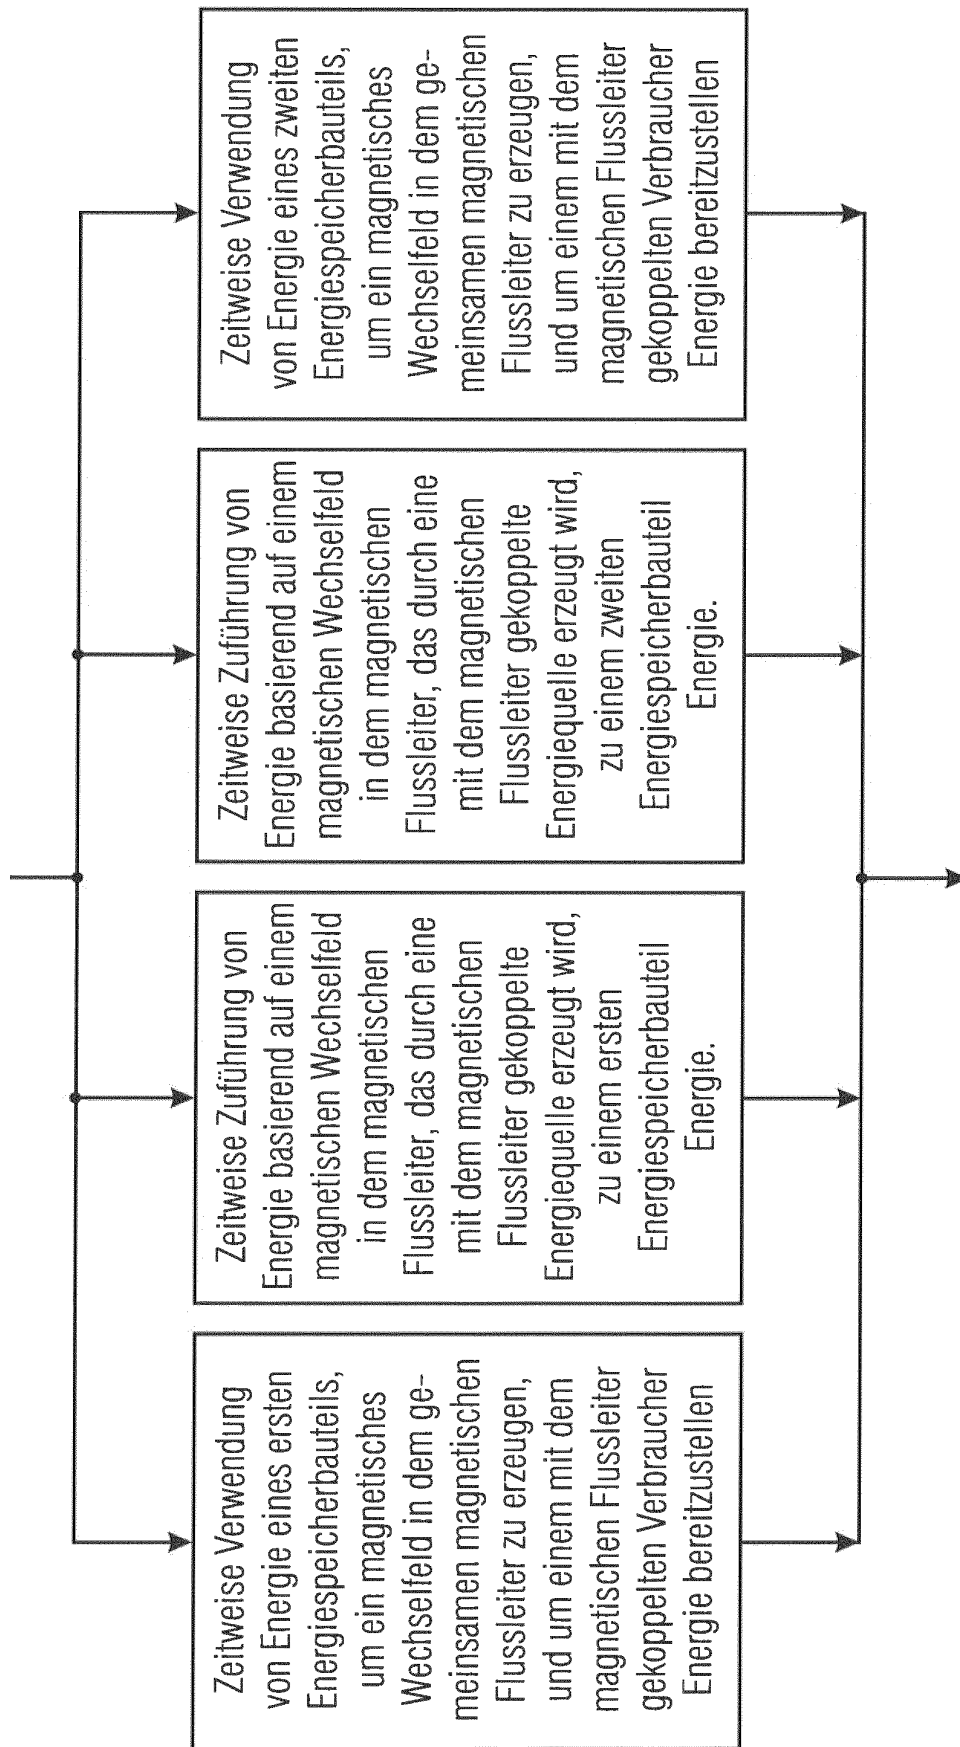 Zeitweise Verwendung
von Energie eines ersten
Energiespeicherbauteils,
um ein magnetisches
Wechselfeld in dem ge-
meinsamen magnetischen
Flussleiter zu erzeugen,
und um einem mit dem
magnetischen Flussleiter
gekoppelten Verbraucher
Energie bereitzustellen
Zeitweise Zuführung von
Energie basierend auf einem
magnetischen Wechselfeld
in dem magnetischen
Flussleiter, das durch eine
mit dem magnetischen
Flussleiter gekoppelte
Energiequelle erzeugt wird,
zu einem ersten
Energiespeicherbauteil
Energie.
Zeitweise Zuführung von
Energie basierend auf einem
magnetischen Wechselfeld
in dem magnetischen
Flussleiter, das durch eine
mit dem magnetischen
Flussleiter gekoppelte
Energiequelle erzeugt wird,
zu einem zweiten
Energiespeicherbauteil
Energie.
Zeitweise Verwendung
von Energie eines zweiten
Energiespeicherbauteils,
um ein magnetisches
Wechselfeld in dem ge-
meinsamen magnetischen
Flussleiter zu erzeugen,
und um einem mit dem
magnetischen Flussleiter
gekoppelten Verbraucher
Energie bereitzustellen